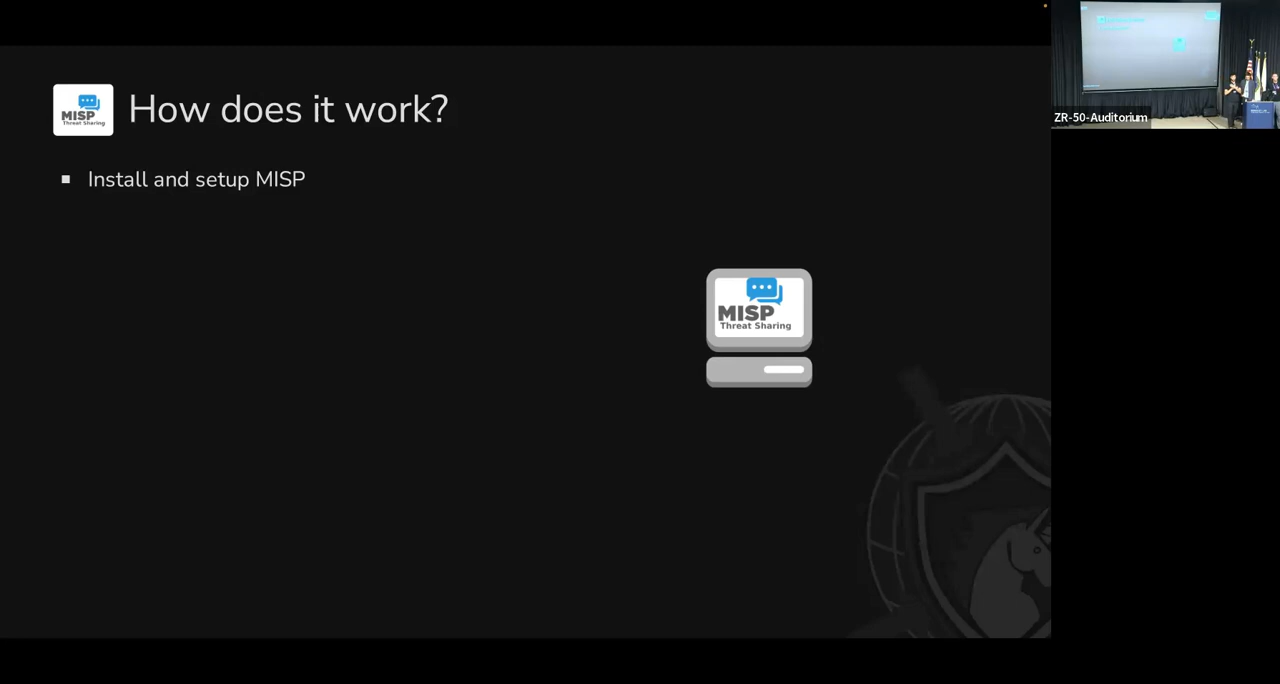 MISP
Threat Sharing
How does it work?
Install and setup MISP
MISP
Threat Sharing
ZR-50-Auditorium